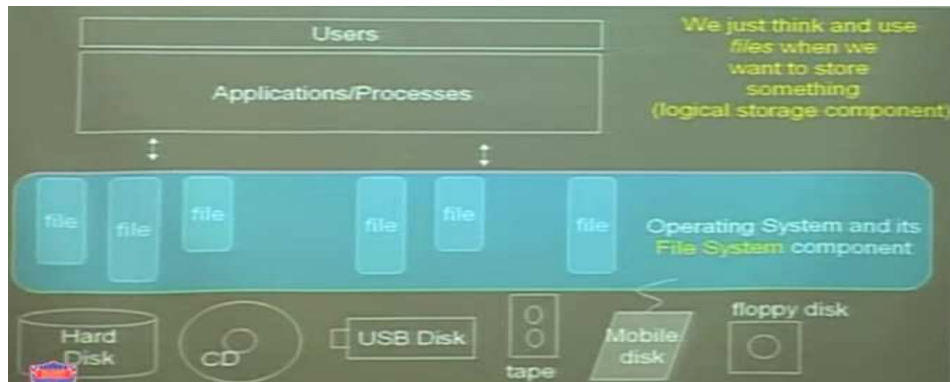 Users
We just think and use
files when we
want to store
something
(logical storage component)
Applications/Processes
file
file
file
file
file
file
Operating System and its
File System component
Hard
Disk
CD
USB Disk
tape
Mobile
disk
floppy disk